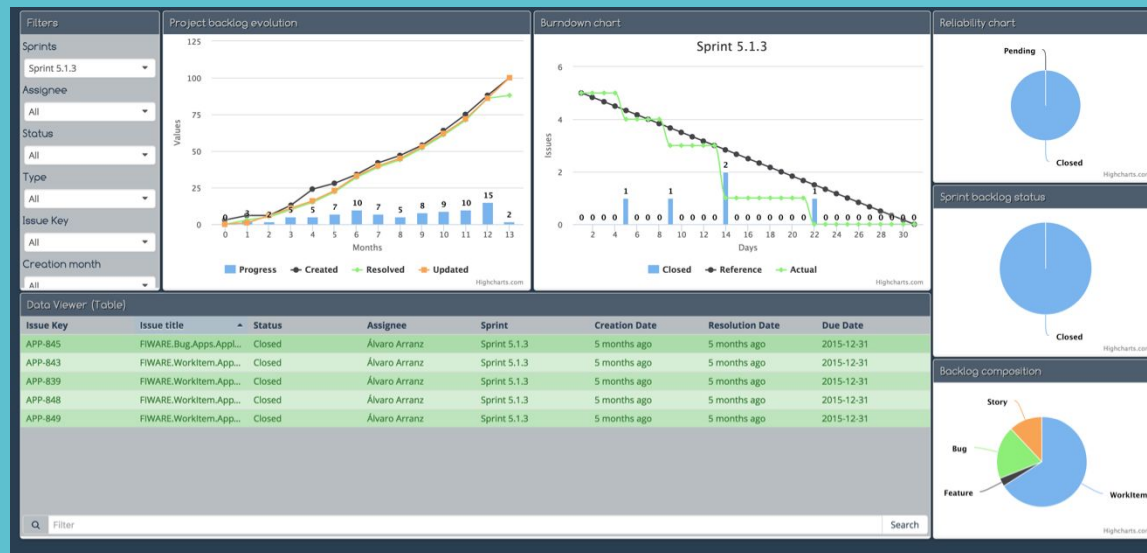 Filters
Sprints
Sprint 5.1.3
Assignee
All
Status
All
Type
All
Issue Key
All
Creation month
All
Project backlog evolution
125
100
75
50
25
0
Values
0 3 2 5 5 7 10 7 5 8 9 10 15 2
0 1 2 3 4 5 6 7 8 9 10 11 12 13
Months
Progress Created Resolved Updated
Highcharts.com
Burndown chart
Sprint 5.1.3
6
4
2
0
Issues
0 0 0 0 1 0 0 0 1 0 0 0 0 2 0 0 0 0 0 0 0 1 0 0 0 0 0 0 0 0 0
2 4 6 8 10 12 14 16 18 20 22 24 26 28 30
Days
Closed Reference Actual
Highcharts.com
Reliability chart
Pending
Closed
Highcharts.com
Sprint backlog status
Closed
Highcharts.com
Backlog composition
Story
Bug
Feature
WorkItem
Highcharts.com
Data Viewer (Table)
Issue Key Issue title Status Assignee Sprint Creation Date Resolution Date Due Date
APP-845 FIWARE.Bug.Apps.Appl... Closed Álvaro Arranz Sprint 5.1.3 5 months ago 5 months ago 2015-12-31
APP-843 FIWARE.WorkItem.App... Closed Álvaro Arranz Sprint 5.1.3 5 months ago 5 months ago 2015-12-31
APP-839 FIWARE.WorkItem.App... Closed Álvaro Arranz Sprint 5.1.3 5 months ago 5 months ago 2015-12-31
APP-848 FIWARE.WorkItem.App... Closed Álvaro Arranz Sprint 5.1.3 5 months ago 5 months ago 2015-12-31
APP-849 FIWARE.WorkItem.App... Closed Álvaro Arranz Sprint 5.1.3 5 months ago 5 months ago 2015-12-31
Filter
Search